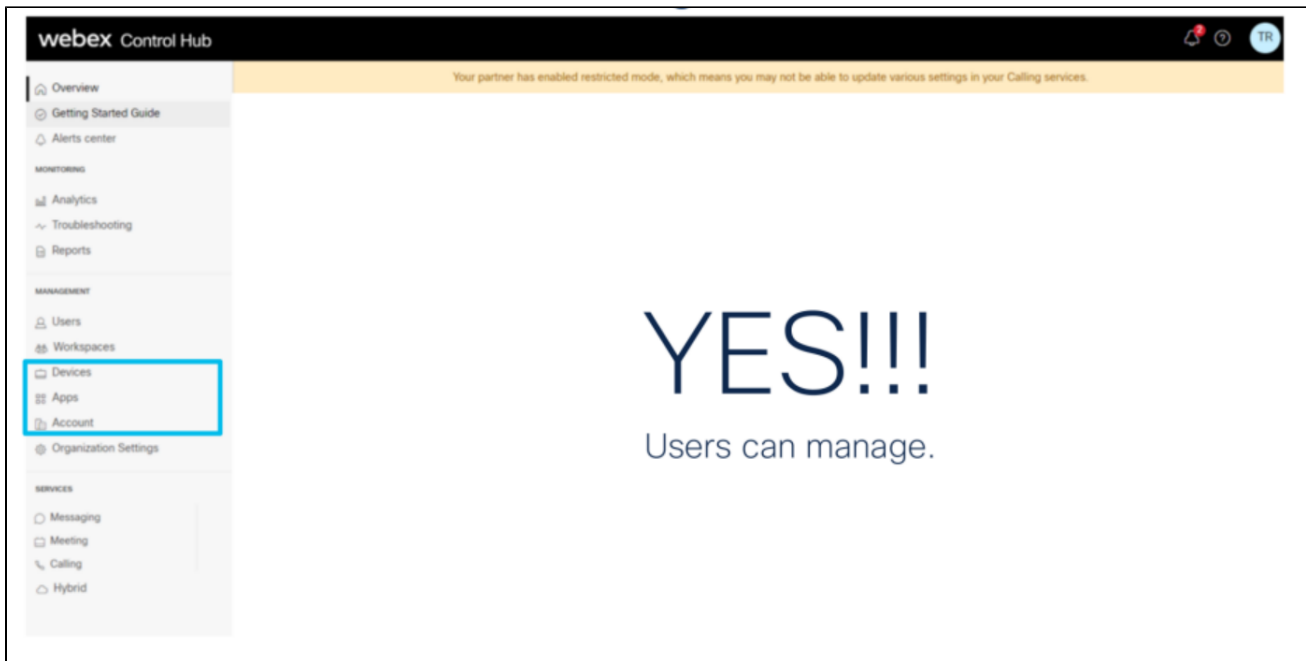 webex Control Hub
2
TR
Your partner has enabled restricted mode, which means you may not be able to update various settings in your Calling services.
Overview
Getting Started Guide
Alerts center
MONITORING
Analytics
Troubleshooting
Reports
MANAGEMENT
Users
Workspaces
Devices
Apps
Account
Organization Settings
SERVICES
Messaging
Meeting
Calling
Hybrid
YES!!!
Users can manage.